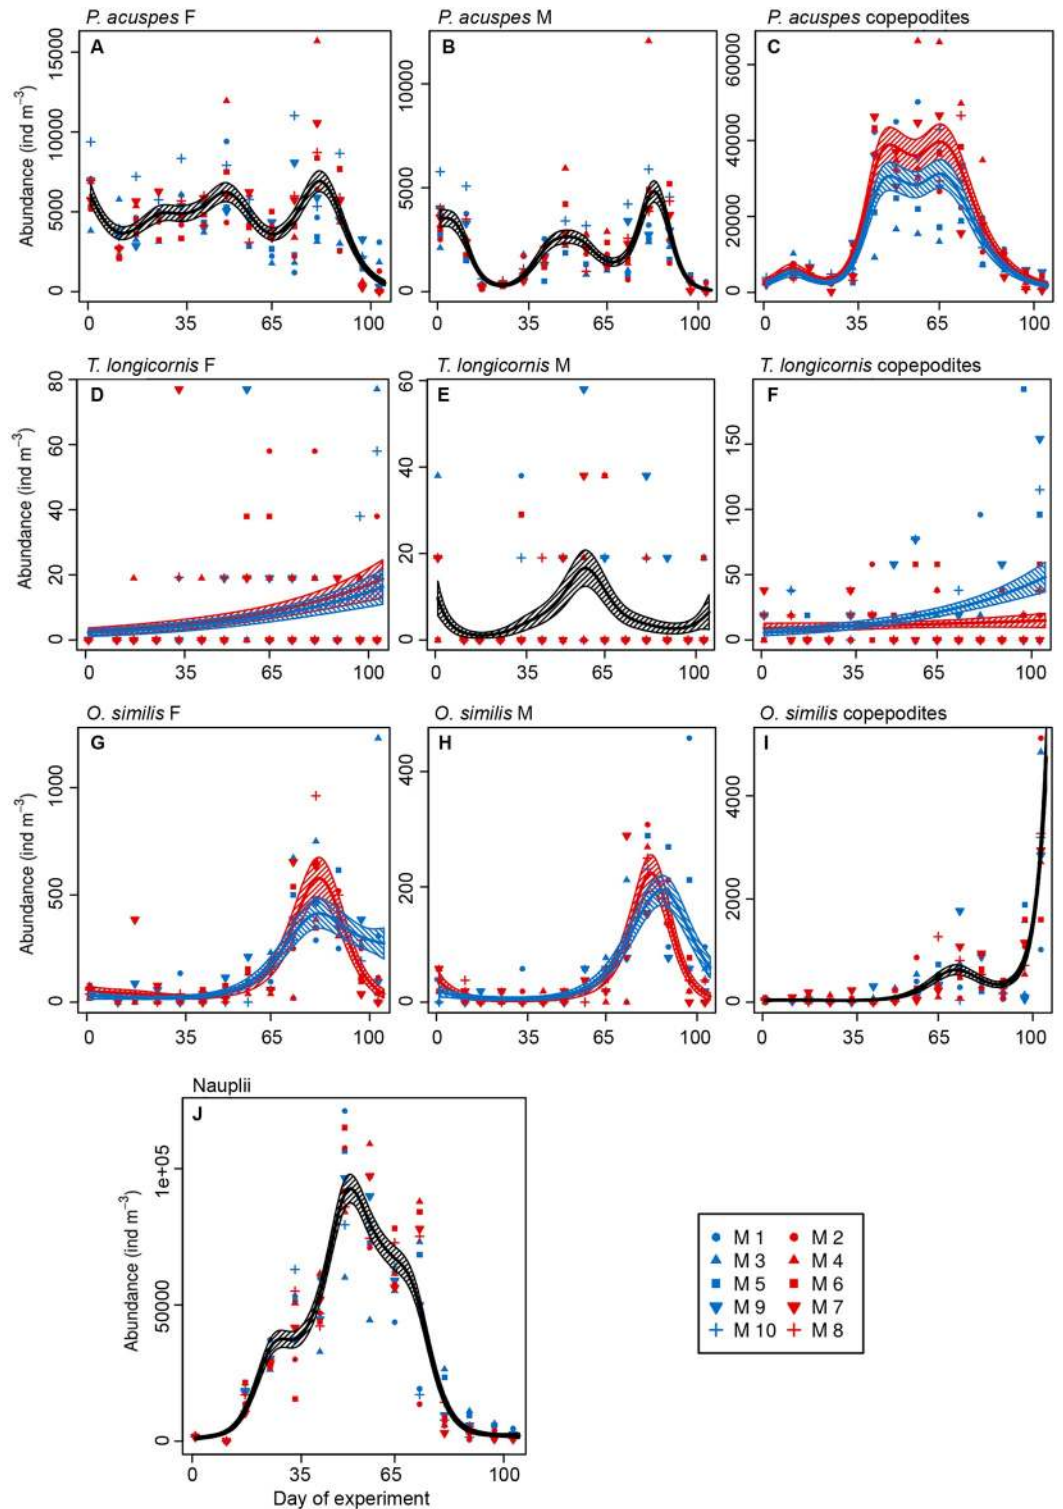 P. acuspes F
P. acuspes M
P. acuspes copepodites
A
B
C
Abundance (ind m⁻³)
15000
10000
5000
0
10000
5000
0
60000
40000
20000
0
0 35 65 100
0 35 65 100
0 35 65 100
T. longicornis F
T. longicornis M
T. longicornis copepodites
D
E
F
Abundance (ind m⁻³)
80
60
40
20
0
60
40
20
0
150
100
50
0
0 35 65 100
0 35 65 100
0 35 65 100
O. similis F
O. similis M
O. similis copepodites
G
H
I
Abundance (ind m⁻³)
1000
500
0
400
200
0
4000
2000
0
0 35 65 100
0 35 65 100
0 35 65 100
Nauplii
J
Abundance (ind m⁻³)
1e+05
50000
0
0 35 65 100
Day of experiment
M 1 M 2
M 3 M 4
M 5 M 6
M 9 M 7
M 10 M 8